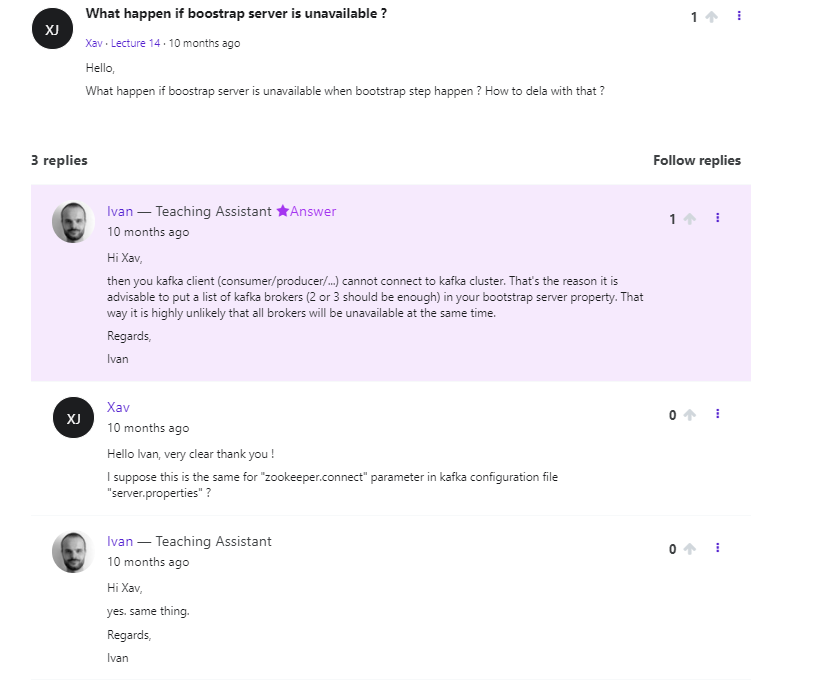 XJ
What happen if boostrap server is unavailable ?
1
Xav · Lecture 14 · 10 months ago
Hello,
What happen if boostrap server is unavailable when bootstrap step happen ? How to dela with that ?
3 replies
Follow replies
Ivan — Teaching Assistant ★Answer
1
10 months ago
Hi Xav,
then you kafka client (consumer/producer/...) cannot connect to kafka cluster. That's the reason it is
advisable to put a list of kafka brokers (2 or 3 should be enough) in your bootstrap server property. That
way it is highly unlikely that all brokers will be unavailable at the same time.
Regards,
Ivan
XJ
Xav
0
10 months ago
Hello Ivan, very clear thank you !
I suppose this is the same for "zookeeper.connect" parameter in kafka configuration file
"server.properties" ?
Ivan — Teaching Assistant
0
10 months ago
Hi Xav,
yes. same thing.
Regards,
Ivan